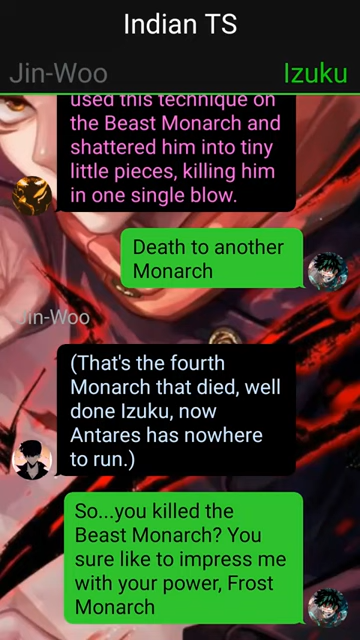 Indian TS
Jin-Woo
Izuku
used this technique on
the Beast Monarch and
shattered him into tiny
little pieces, killing him
in one single blow.
Death to another
Monarch
Jin-Woo
(That's the fourth
Monarch that died, well
done Izuku, now
Antares has nowhere
to run.)
So...you killed the
Beast Monarch? You
sure like to impress me
with your power, Frost
Monarch